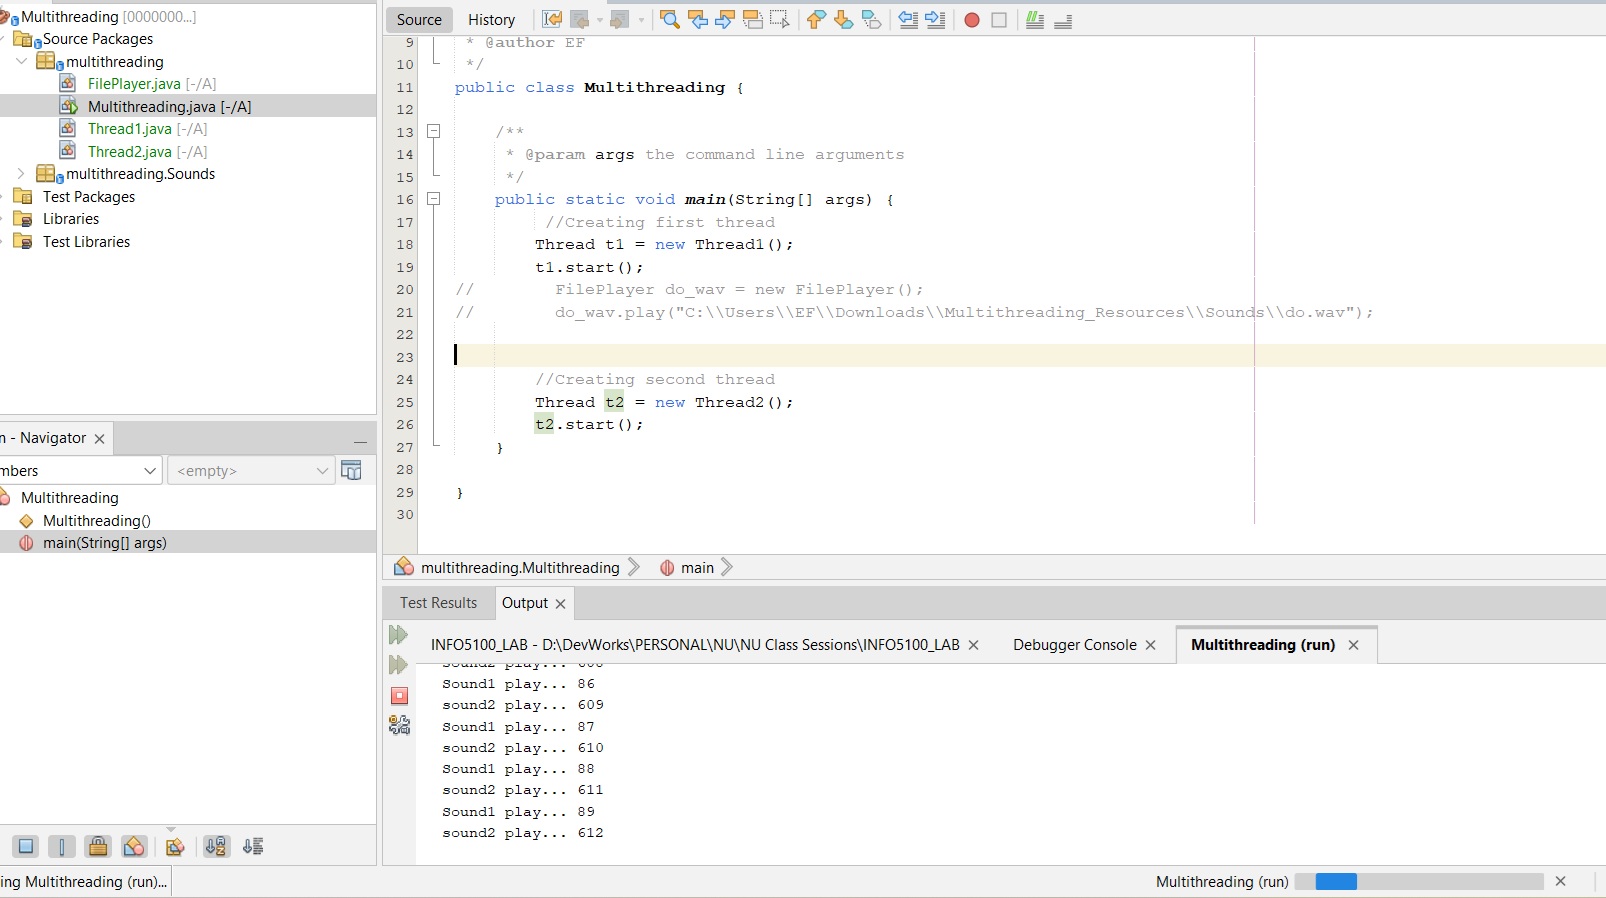 Multithreading [0000000...]
Source Packages
multithreading
FilePlayer.java [-/A]
Multithreading.java [-/A]
Thread1.java [-/A]
Thread2.java [-/A]
multithreading.Sounds
Test Packages
Libraries
Test Libraries
n - Navigator
mbers
<empty>
Multithreading
Multithreading()
main(String[] args)
ing Multithreading (run)...
Source History
9 * @author EF
10 */
11 public class Multithreading {
12
13 /**
14 * @param args the command line arguments
15 */
16 public static void main(String[] args) {
17 //Creating first thread
18 Thread t1 = new Thread1();
19 t1.start();
20 // FilePlayer do_wav = new FilePlayer();
21 // do_wav.play("C:\\Users\\EF\\Downloads\\Multithreading_Resources\\Sounds\\do.wav");
22
23
24 //Creating second thread
25 Thread t2 = new Thread2();
26 t2.start();
27 }
28
29 }
30
multithreading.Multithreading main
Test Results Output
INFO5100_LAB - D:\DevWorks\PERSONAL\NU\NU Class Sessions\INFO5100_LAB Debugger Console Multithreading (run)
sound2 play... 608
Sound1 play... 86
sound2 play... 609
Sound1 play... 87
sound2 play... 610
Sound1 play... 88
sound2 play... 611
Sound1 play... 89
sound2 play... 612
Multithreading (run)